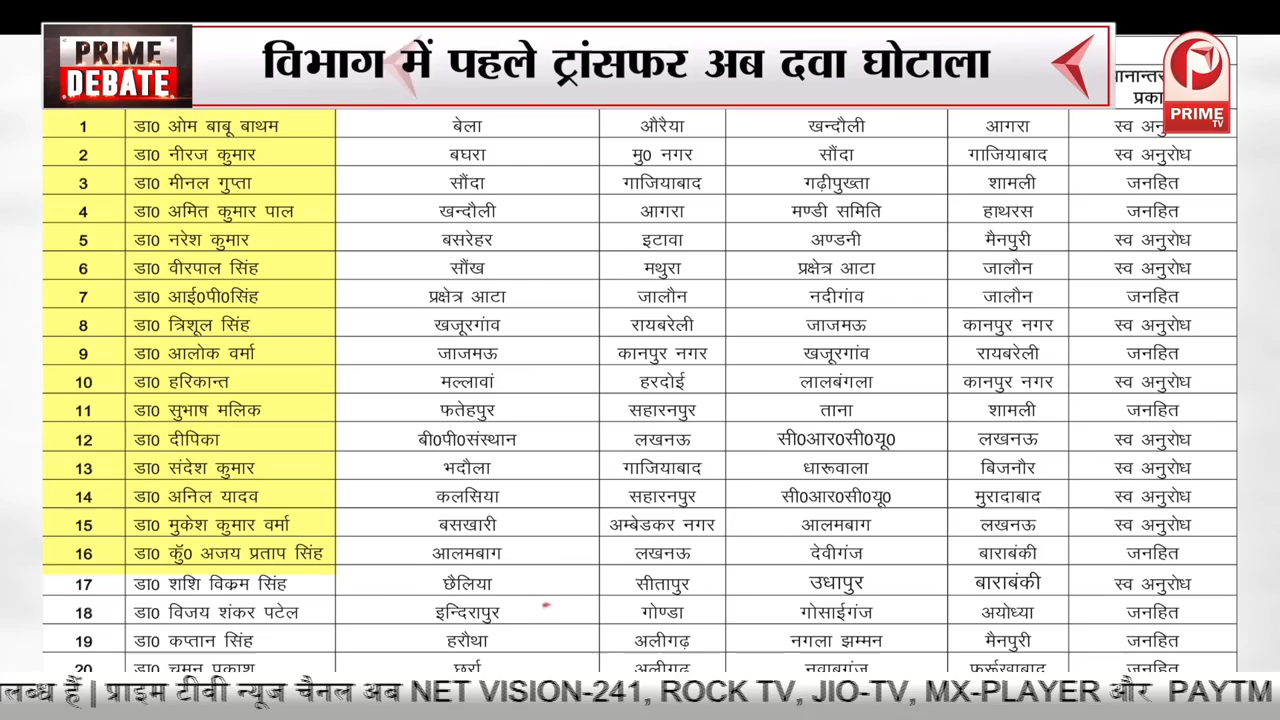 PRIME
DEBATE
विभाग में पहले ट्रांसफर अब दवा घोटाला
PRIME
TV
1 डा0 ओम बाबू बाथम बेला औरैया खन्दौली आगरा स्व
2 डा0 नीरज कुमार बघरा मु0 नगर सौंदा गाजियाबाद स्व अनुरोध
3 डा0 मीनल गुप्ता सौंदा गाजियाबाद गढ़ीपुख्ता शामली जनहित
4 डा0 अमित कुमार पाल खन्दौली आगरा मण्डी समिति हाथरस जनहित
5 डा0 नरेश कुमार बसरेहर इटावा अण्डनी मैनपुरी स्व अनुरोध
6 डा0 वीरपाल सिंह सौंख मथुरा प्रक्षेत्र आटा जालौन स्व अनुरोध
7 डा0 आई0पी0सिंह प्रक्षेत्र आटा जालौन नदीगांव जालौन जनहित
8 डा0 त्रिशूल सिंह खजूरगांव रायबरेली जाजमऊ कानपुर नगर स्व अनुरोध
9 डा0 आलोक वर्मा जाजमऊ कानपुर नगर खजूरगांव रायबरेली जनहित
10 डा0 हरिकान्त मल्लावां हरदोई लालबंगला कानपुर नगर स्व अनुरोध
11 डा0 सुभाष मलिक फतेहपुर सहारनपुर ताना शामली जनहित
12 डा0 दीपिका बी0पी0संस्थान लखनऊ सी0आर0सी0यू0 लखनऊ स्व अनुरोध
13 डा0 संदेश कुमार भदौला गाजियाबाद धारूवाला बिजनौर स्व अनुरोध
14 डा0 अनिल यादव कलसिया सहारनपुर सी0आर0सी0यू0 मुरादाबाद स्व अनुरोध
15 डा0 मुकेश कुमार वर्मा बसखारी अम्बेडकर नगर आलमबाग लखनऊ स्व अनुरोध
16 डा0 कुॅ0 अजय प्रताप सिंह आलमबाग लखनऊ देवीगंज बाराबंकी जनहित
17 डा0 शशि विक्रम सिंह छैलिया सीतापुर उधापुर बाराबंकी स्व अनुरोध
18 डा0 विजय शंकर पटेल इन्दिरापुर गोण्डा गोसाईगंज अयोध्या जनहित
19 डा0 कप्तान सिंह हरौथा अलीगढ़ नगला झम्मन मैनपुरी जनहित
20 डा0 चमन प्रकाश छर्रा अलीगढ़ नवाबगंज फर्रूखाबाद जनहित
लब्ध हैं | प्राइम टीवी न्यूज चैनल अब NET VISION-241, ROCK TV, JIO-TV, MX-PLAYER और PAYTM